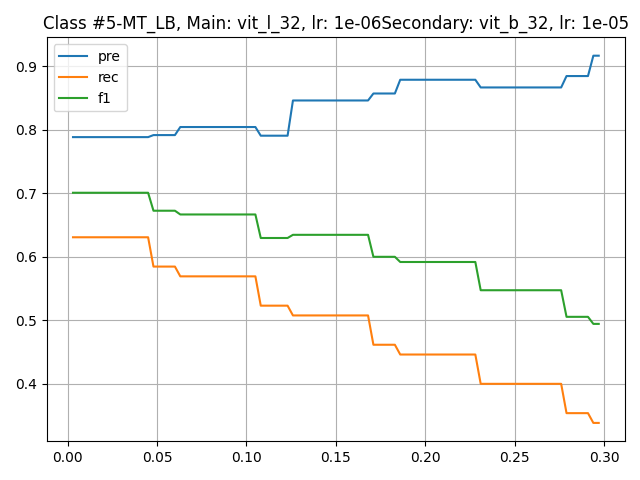 Class #5-MT_LB, Main: vit_l_32, lr: 1e-06Secondary: vit_b_32, lr: 1e-05
pre
rec
f1
0.9
0.8
0.7
0.6
0.5
0.4
0.00 0.05 0.10 0.15 0.20 0.25 0.30